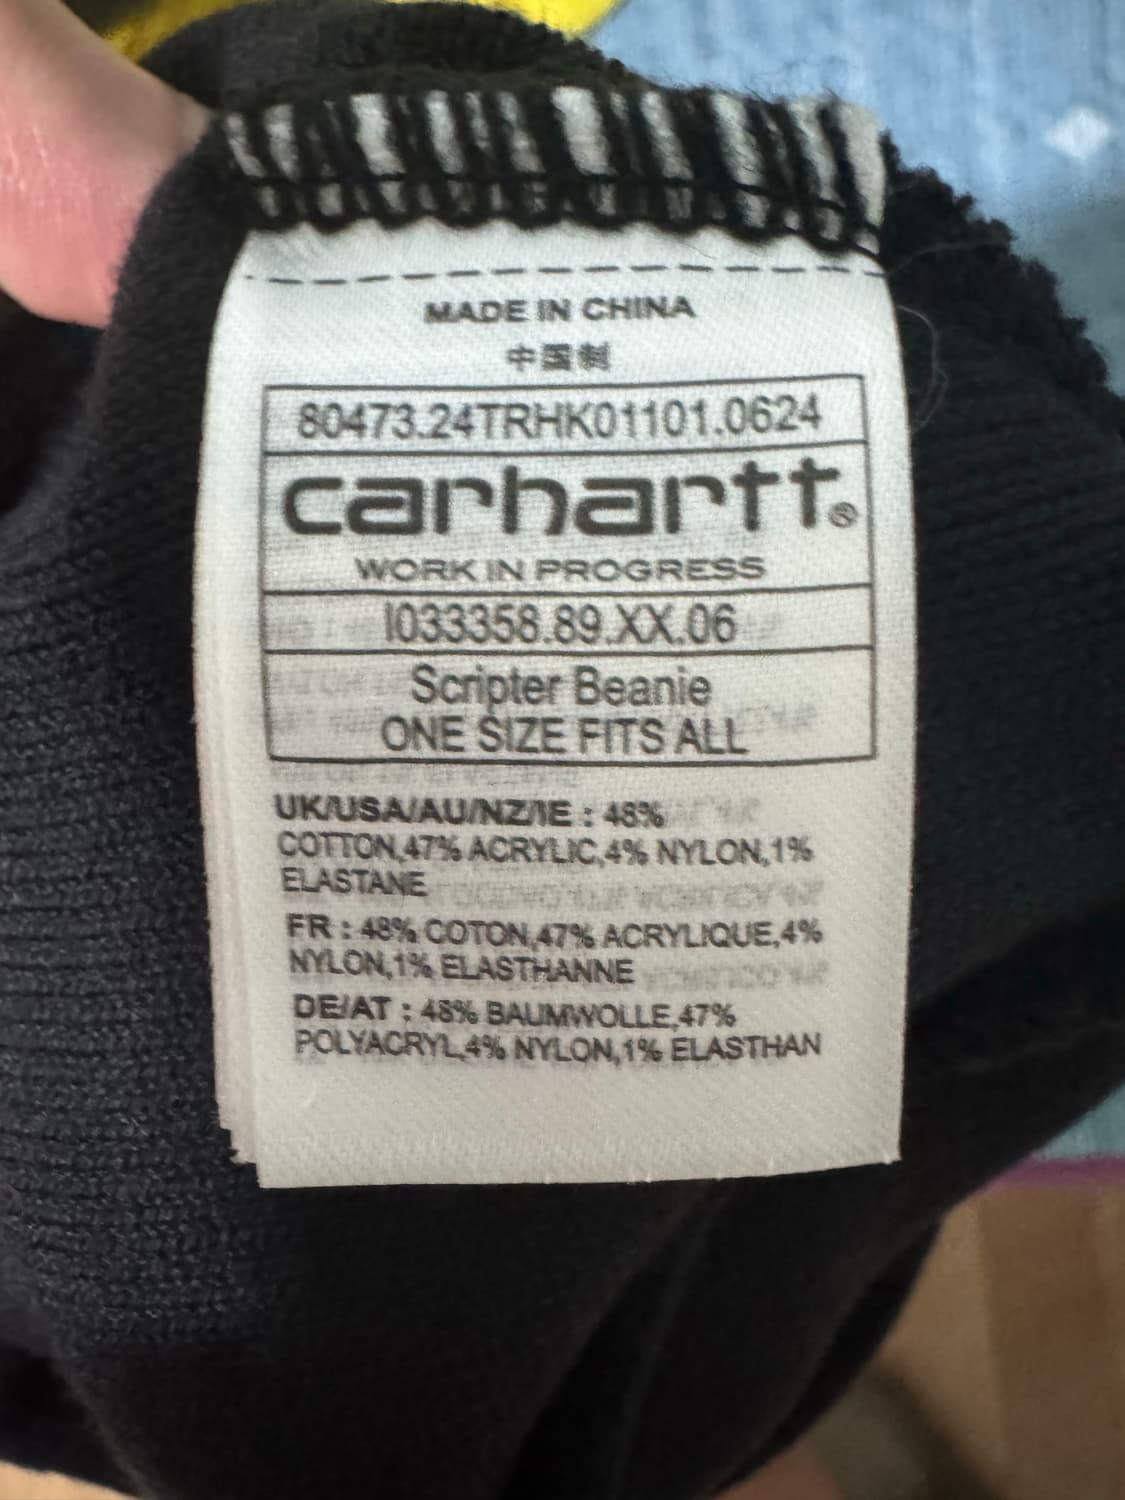 MADE IN CHINA
中国制
80473.24TRHK01101.0624
carhartt®
WORK IN PROGRESS
I033358.89.XX.06
Scripter Beanie
ONE SIZE FITS ALL
UK/USA/AU/NZ/IE : 48%
COTTON,47% ACRYLIC,4% NYLON,1%
ELASTANE
FR : 48% COTON,47% ACRYLIQUE,4%
NYLON,1% ELASTHANNE
DE/AT : 48% BAUMWOLLE,47%
POLYACRYL,4% NYLON,1% ELASTHAN